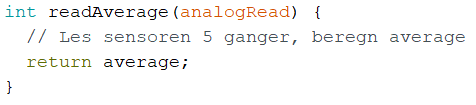 int readAverage(analogRead) {
  // Les sensoren 5 ganger, beregn average
  return average;
}